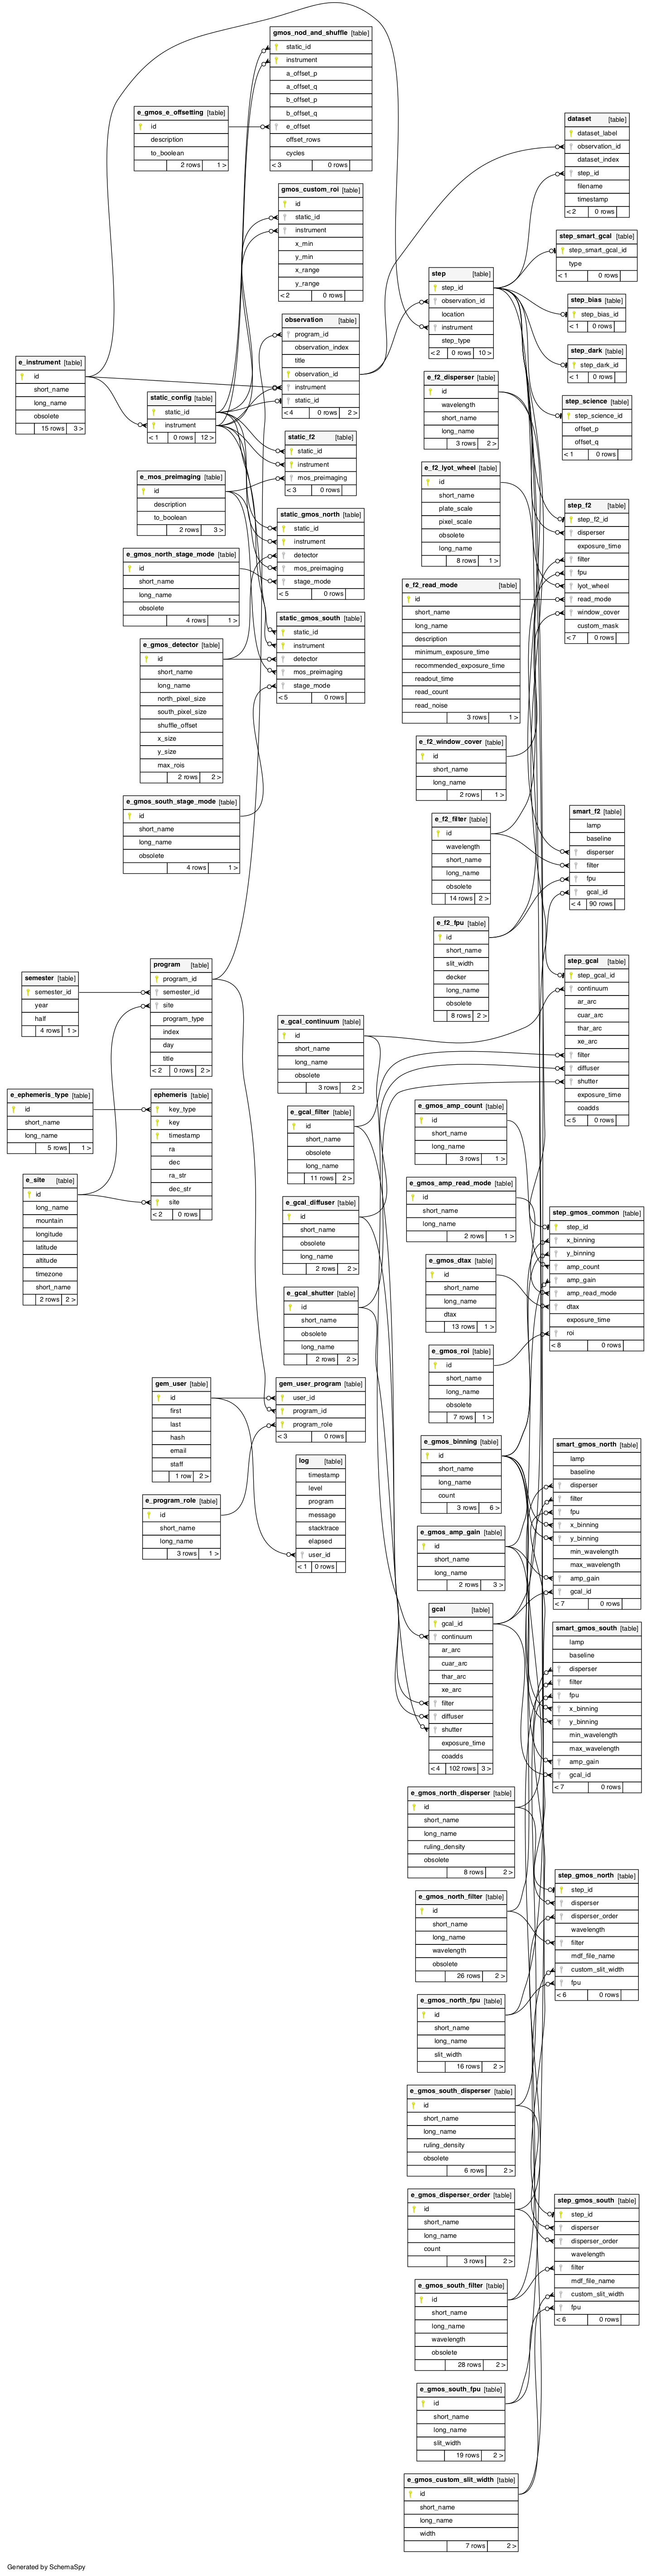 e_instrument [table]
id
short_name
long_name
obsolete
15 rows 3 >
semester [table]
semester_id
year
half
4 rows 1 >
e_ephemeris_type [table]
id
short_name
long_name
5 rows 1 >
e_site [table]
id
long_name
mountain
longitude
latitude
altitude
timezone
short_name
2 rows 2 >
e_gmos_e_offsetting [table]
id
description
to_boolean
2 rows 1 >
static_config [table]
static_id
instrument
< 1 0 rows 12 >
e_mos_preimaging [table]
id
description
to_boolean
2 rows 3 >
e_gmos_north_stage_mode [table]
id
short_name
long_name
obsolete
4 rows 1 >
e_gmos_detector [table]
id
short_name
long_name
north_pixel_size
south_pixel_size
shuffle_offset
x_size
y_size
max_rois
2 rows 2 >
e_gmos_south_stage_mode [table]
id
short_name
long_name
obsolete
4 rows 1 >
program [table]
program_id
semester_id
site
program_type
index
day
title
< 2 0 rows 2 >
ephemeris [table]
key_type
key
timestamp
ra
dec
ra_str
dec_str
site
< 2 0 rows
gem_user [table]
id
first
last
hash
email
staff
1 row 2 >
e_program_role [table]
id
short_name
long_name
3 rows 1 >
gmos_nod_and_shuffle [table]
static_id
instrument
a_offset_p
a_offset_q
b_offset_p
b_offset_q
e_offset
offset_rows
cycles
< 3 0 rows
gmos_custom_roi [table]
id
static_id
instrument
x_min
y_min
x_range
y_range
< 2 0 rows
observation [table]
program_id
observation_index
title
observation_id
instrument
static_id
< 4 0 rows 2 >
static_f2 [table]
static_id
instrument
mos_preimaging
< 3 0 rows
static_gmos_north [table]
static_id
instrument
detector
mos_preimaging
stage_mode
< 5 0 rows
static_gmos_south [table]
static_id
instrument
detector
mos_preimaging
stage_mode
< 5 0 rows
e_gcal_continuum [table]
id
short_name
long_name
obsolete
3 rows 2 >
e_gcal_filter [table]
id
short_name
obsolete
long_name
11 rows 2 >
e_gcal_diffuser [table]
id
short_name
obsolete
long_name
2 rows 2 >
e_gcal_shutter [table]
id
short_name
obsolete
long_name
2 rows 2 >
gem_user_program [table]
user_id
program_id
program_role
< 3 0 rows
log [table]
timestamp
level
program
message
stacktrace
elapsed
user_id
< 1 0 rows
step [table]
step_id
observation_id
location
instrument
step_type
< 2 0 rows 10 >
e_f2_disperser [table]
id
wavelength
short_name
long_name
3 rows 2 >
e_f2_lyot_wheel [table]
id
short_name
plate_scale
pixel_scale
obsolete
long_name
8 rows 1 >
e_f2_read_mode [table]
id
short_name
long_name
description
minimum_exposure_time
recommended_exposure_time
readout_time
read_count
read_noise
3 rows 1 >
e_f2_window_cover [table]
id
short_name
long_name
2 rows 1 >
e_f2_filter [table]
id
wavelength
short_name
long_name
obsolete
14 rows 2 >
e_f2_fpu [table]
id
short_name
slit_width
decker
long_name
obsolete
8 rows 2 >
e_gmos_amp_count [table]
id
short_name
long_name
3 rows 1 >
e_gmos_amp_read_mode [table]
id
short_name
long_name
2 rows 1 >
e_gmos_dtax [table]
id
short_name
long_name
dtax
13 rows 1 >
e_gmos_roi [table]
id
short_name
long_name
obsolete
7 rows 1 >
e_gmos_binning [table]
id
short_name
long_name
count
3 rows 6 >
e_gmos_amp_gain [table]
id
short_name
long_name
2 rows 3 >
gcal [table]
gcal_id
continuum
ar_arc
cuar_arc
thar_arc
xe_arc
filter
diffuser
shutter
exposure_time
coadds
< 4 102 rows 3 >
e_gmos_north_disperser [table]
id
short_name
long_name
ruling_density
obsolete
8 rows 2 >
e_gmos_north_filter [table]
id
short_name
long_name
wavelength
obsolete
26 rows 2 >
e_gmos_north_fpu [table]
id
short_name
long_name
slit_width
16 rows 2 >
e_gmos_south_disperser [table]
id
short_name
long_name
ruling_density
obsolete
6 rows 2 >
e_gmos_disperser_order [table]
id
short_name
long_name
count
3 rows 2 >
e_gmos_south_filter [table]
id
short_name
long_name
wavelength
obsolete
28 rows 2 >
e_gmos_south_fpu [table]
id
short_name
long_name
slit_width
19 rows 2 >
e_gmos_custom_slit_width [table]
id
short_name
long_name
width
7 rows 2 >
dataset [table]
dataset_label
observation_id
dataset_index
step_id
filename
timestamp
< 2 0 rows
step_smart_gcal [table]
step_smart_gcal_id
type
< 1 0 rows
step_bias [table]
step_bias_id
< 1 0 rows
step_dark [table]
step_dark_id
< 1 0 rows
step_science [table]
step_science_id
offset_p
offset_q
< 1 0 rows
step_f2 [table]
step_f2_id
disperser
exposure_time
filter
fpu
lyot_wheel
read_mode
window_cover
custom_mask
< 7 0 rows
smart_f2 [table]
lamp
baseline
disperser
filter
fpu
gcal_id
< 4 90 rows
step_gcal [table]
step_gcal_id
continuum
ar_arc
cuar_arc
thar_arc
xe_arc
filter
diffuser
shutter
exposure_time
coadds
< 5 0 rows
step_gmos_common [table]
step_id
x_binning
y_binning
amp_count
amp_gain
amp_read_mode
dtax
exposure_time
roi
< 8 0 rows
smart_gmos_north [table]
lamp
baseline
disperser
filter
fpu
x_binning
y_binning
min_wavelength
max_wavelength
amp_gain
gcal_id
< 7 0 rows
smart_gmos_south [table]
lamp
baseline
disperser
filter
fpu
x_binning
y_binning
min_wavelength
max_wavelength
amp_gain
gcal_id
< 7 0 rows
step_gmos_north [table]
step_id
disperser
disperser_order
wavelength
filter
mdf_file_name
custom_slit_width
fpu
< 6 0 rows
step_gmos_south [table]
step_id
disperser
disperser_order
wavelength
filter
mdf_file_name
custom_slit_width
fpu
< 6 0 rows
Generated by SchemaSpy